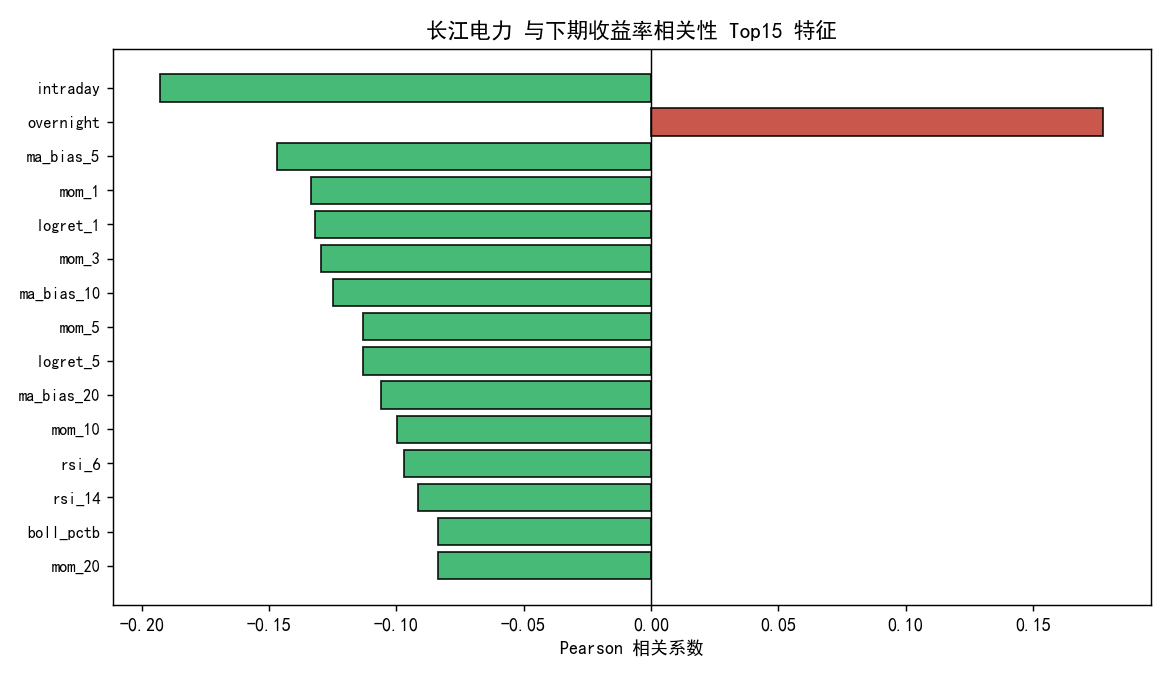 长江电力 与下期收益率相关性 Top15 特征
intraday
overnight
ma_bias_5
mom_1
logret_1
mom_3
ma_bias_10
mom_5
logret_5
ma_bias_20
mom_10
rsi_6
rsi_14
boll_pctb
mom_20
−0.20 −0.15 −0.10 −0.05 0.00 0.05 0.10 0.15
Pearson 相关系数